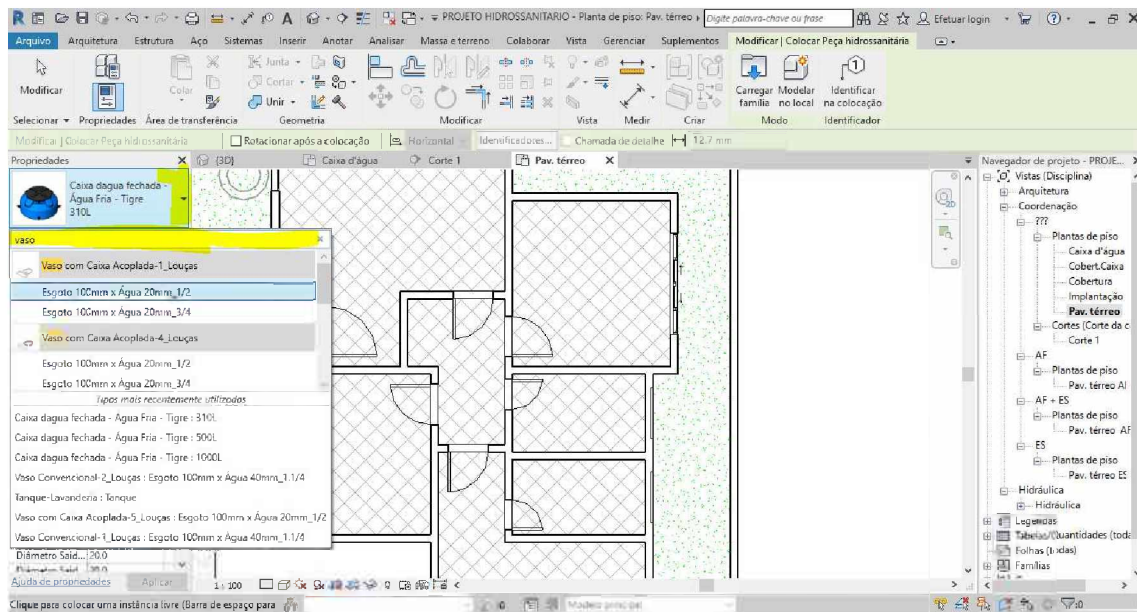 PROJETO HIDROSSANITARIO - Planta de piso: Pav. térreo
Digite palavra-chave ou frase
Efetuar login
Arquivo Arquitetura Estrutura Aço Sistemas Inserir Anotar Analisar Massa e terreno Colaborar Vista Gerenciar Suplementos Modificar | Colocar Peça hidrossanitária
Modificar
Colar
Junta
Cortar
Unir
Carregar família
Modelar no local
Identificar na colocação
Selecionar Propriedades Área de transferência Geometria Modificar Vista Medir Criar Modo Identificador
Modificar | Colocar Peça hidrossanitária Rotacionar após a colocação Horizontal Identificadores... Chamada de detalhe 12.7 mm
Propriedades
{3D} Caixa d'água Corte 1 Pav. térreo
Caixa dagua fechada - Água Fria - Tigre
310L
vaso
Vaso com Caixa Acoplada-1_Louças
Esgoto 100mm x Água 20mm_1/2
Esgoto 100mm x Água 20mm_3/4
Vaso com Caixa Acoplada-4_Louças
Esgoto 100mm x Água 20mm_1/2
Esgoto 100mm x Água 20mm_3/4
Tipos mais recentemente utilizados
Caixa dagua fechada - Água Fria - Tigre : 310L
Caixa dagua fechada - Água Fria - Tigre : 500L
Caixa dagua fechada - Água Fria - Tigre : 1000L
Vaso Convencional-2_Louças : Esgoto 100mm x Água 40mm_1.1/4
Tanque-Lavanderia : Tanque
Vaso com Caixa Acoplada-5_Louças : Esgoto 100mm x Água 20mm_1/2
Vaso Convencional-1_Louças : Esgoto 100mm x Água 40mm_1.1/4
Diâmetro Said... 20.0
Ajuda de propriedades Aplicar
1 : 100
Clique para colocar uma instância livre (Barra de espaço para
:0
Modelo principal
:0
Navegador de projeto - PROJE...
Vistas (Disciplina)
Arquitetura
Coordenação
???
Plantas de piso
Caixa d'água
Cobert.Caixa
Cobertura
Implantação
Pav. térreo
Cortes (Corte da c
Corte 1
AF
Plantas de piso
Pav. térreo AF
AF + ES
Plantas de piso
Pav. térreo AF
ES
Plantas de piso
Pav. térreo ES
Hidráulica
Hidráulica
Legendas
Tabelas/Quantidades (toda
Folhas (todas)
Famílias